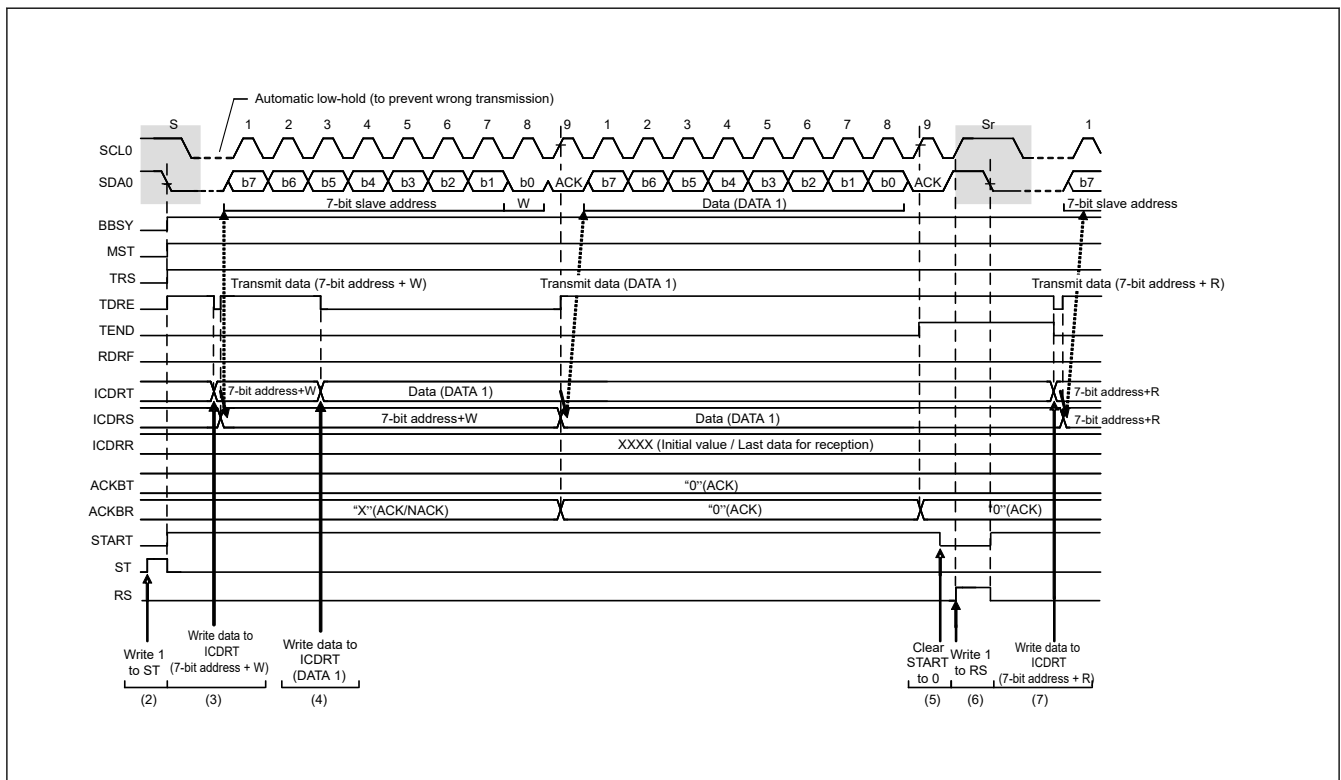 Automatic low-hold (to prevent wrong transmission)
S 1 2 3 4 5 6 7 8 9 1 2 3 4 5 6 7 8 9 Sr 1
SCL0
SDA0 b7 b6 b5 b4 b3 b2 b1 b0 ACK b7 b6 b5 b4 b3 b2 b1 b0 ACK b7
7-bit slave address W Data (DATA 1) 7-bit slave address
BBSY
MST
TRS
Transmit data (7-bit address + W) Transmit data (DATA 1) Transmit data (7-bit address + R)
TDRE
TEND
RDRF
ICDRT 7-bit address+W Data (DATA 1) 7-bit address+R
ICDRS 7-bit address+W Data (DATA 1) 7-bit address+R
ICDRR XXXX (Initial value / Last data for reception)
ACKBT "0"(ACK)
ACKBR "X"(ACK/NACK) "0"(ACK) "0"(ACK)
START
ST
RS
Write 1
to ST
Write data to
ICDRT
(7-bit address + W)
Write data to
ICDRT
(DATA 1)
Clear
START
to 0
Write 1
to RS
Write data to
ICDRT
(7-bit address + R)
(2) (3) (4) (5) (6) (7)